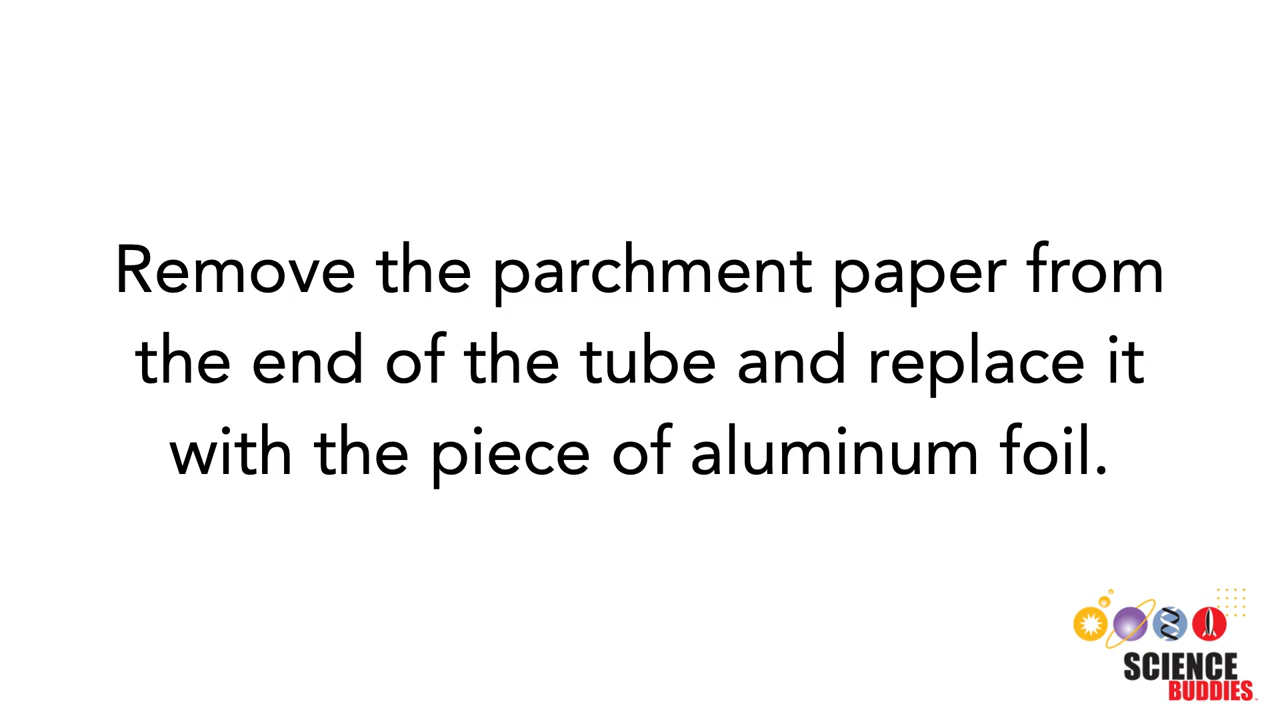 Remove the parchment paper from
the end of the tube and replace it
with the piece of aluminum foil.
SCIENCE
BUDDIES